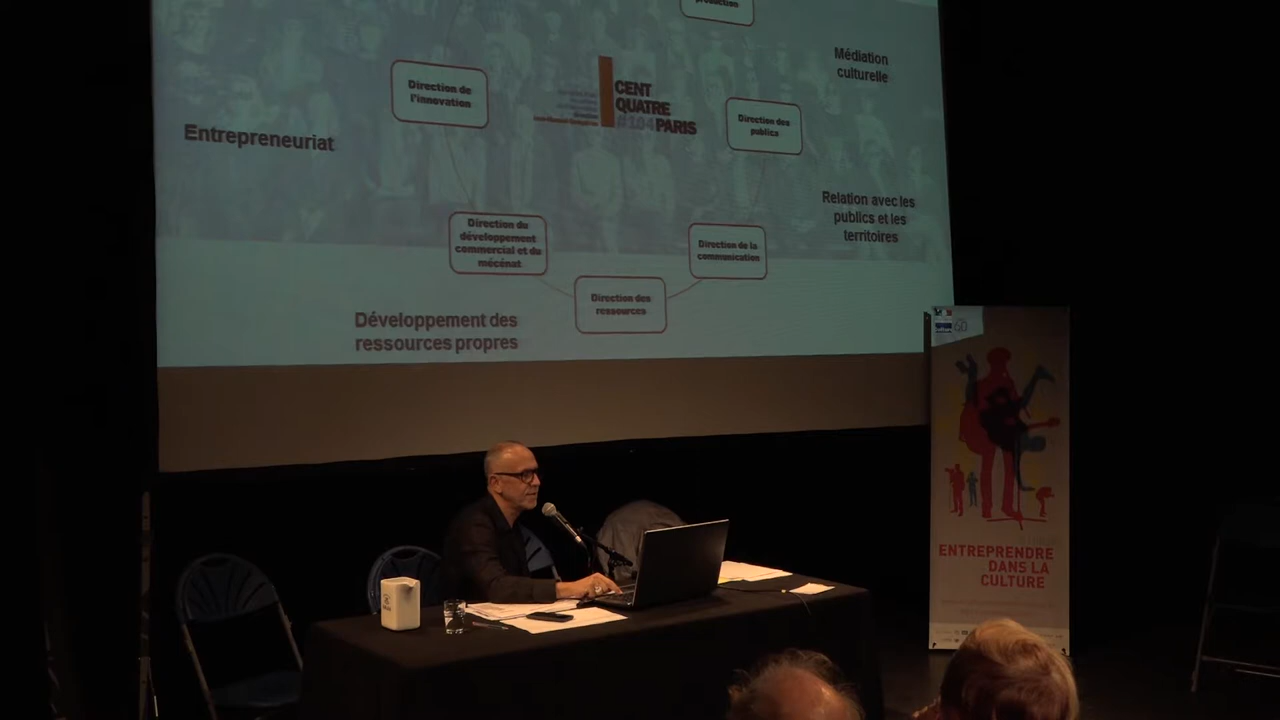 production
Médiation
culturelle
Direction de
l'innovation
CENT
QUATRE
#104PARIS
Direction des
publics
Entrepreneuriat
Relation avec les
publics et les
territoires
Direction du
développement
commercial et du
mécénat
Direction de la
communication
Direction des
ressources
Développement des
ressources propres
60
ENTREPRENDRE
DANS LA
CULTURE